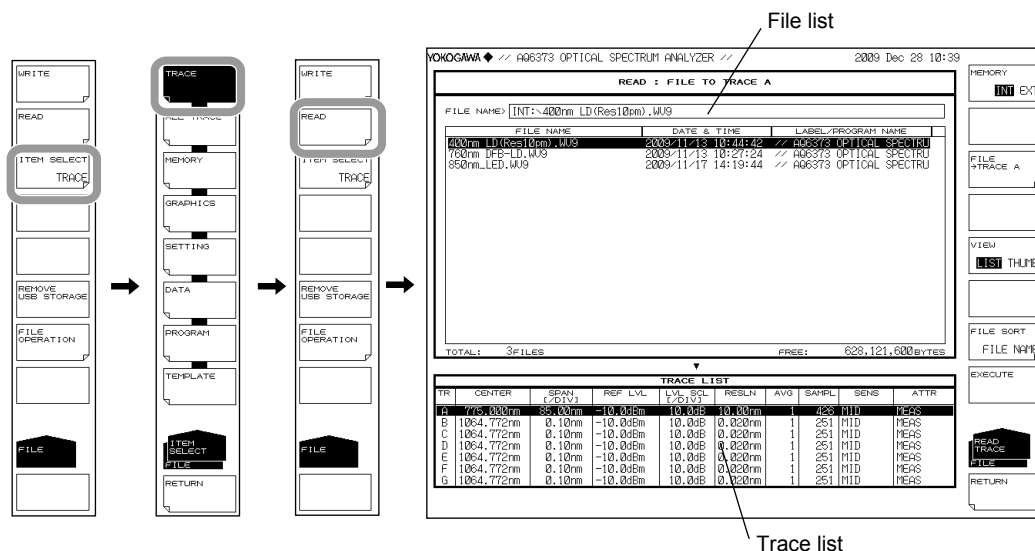 File list
WRITE
READ
ITEM SELECT
TRACE
REMOVE
USB STORAGE
FILE
OPERATION
FILE
TRACE
ALL TRACE
MEMORY
GRAPHICS
SETTING
DATA
PROGRAM
TEMPLATE
ITEM
SELECT
FILE
RETURN
WRITE
READ
ITEM SELECT
TRACE
REMOVE
USB STORAGE
FILE
OPERATION
FILE
YOKOGAWA ◆ // AQ6373 OPTICAL SPECTRUM ANALYZER // 2009 Dec 28 10:39
READ : FILE TO TRACE A
FILE NAME> INT:\400nm LD(Res10pm).WV9
FILE NAME DATE & TIME LABEL/PROGRAM NAME
400nm LD(Res10pm).WV9 2009/11/13 10:44:42 // AQ6373 OPTICAL SPECTRU
760nm DFB-LD.WV9 2009/11/13 10:27:24 // AQ6373 OPTICAL SPECTRU
850nm_LED.WV9 2009/11/17 14:19:44 // AQ6373 OPTICAL SPECTRU
TOTAL: 3FILES FREE: 628,121,600BYTES
TRACE LIST
TR CENTER SPAN [/DIV] REF LVL LVL SCL [/DIV] RESLN AVG SAMPL SENS ATTR
A 775.000nm 85.00nm -10.0dBm 10.0dB 10.00nm 1 426 MID MEAS
B 1064.772nm 0.10nm -10.0dBm 10.0dB 0.020nm 1 251 MID MEAS
C 1064.772nm 0.10nm -10.0dBm 10.0dB 0.020nm 1 251 MID MEAS
D 1064.772nm 0.10nm -10.0dBm 10.0dB 0.020nm 1 251 MID MEAS
E 1064.772nm 0.10nm -10.0dBm 10.0dB 0.020nm 1 251 MID MEAS
F 1064.772nm 0.10nm -10.0dBm 10.0dB 0.020nm 1 251 MID MEAS
G 1064.772nm 0.10nm -10.0dBm 10.0dB 0.020nm 1 251 MID MEAS
MEMORY
INT EXT
FILE
→TRACE A
VIEW
LIST THUMB
FILE SORT
FILE NAME
EXECUTE
READ
TRACE
FILE
RETURN
Trace list